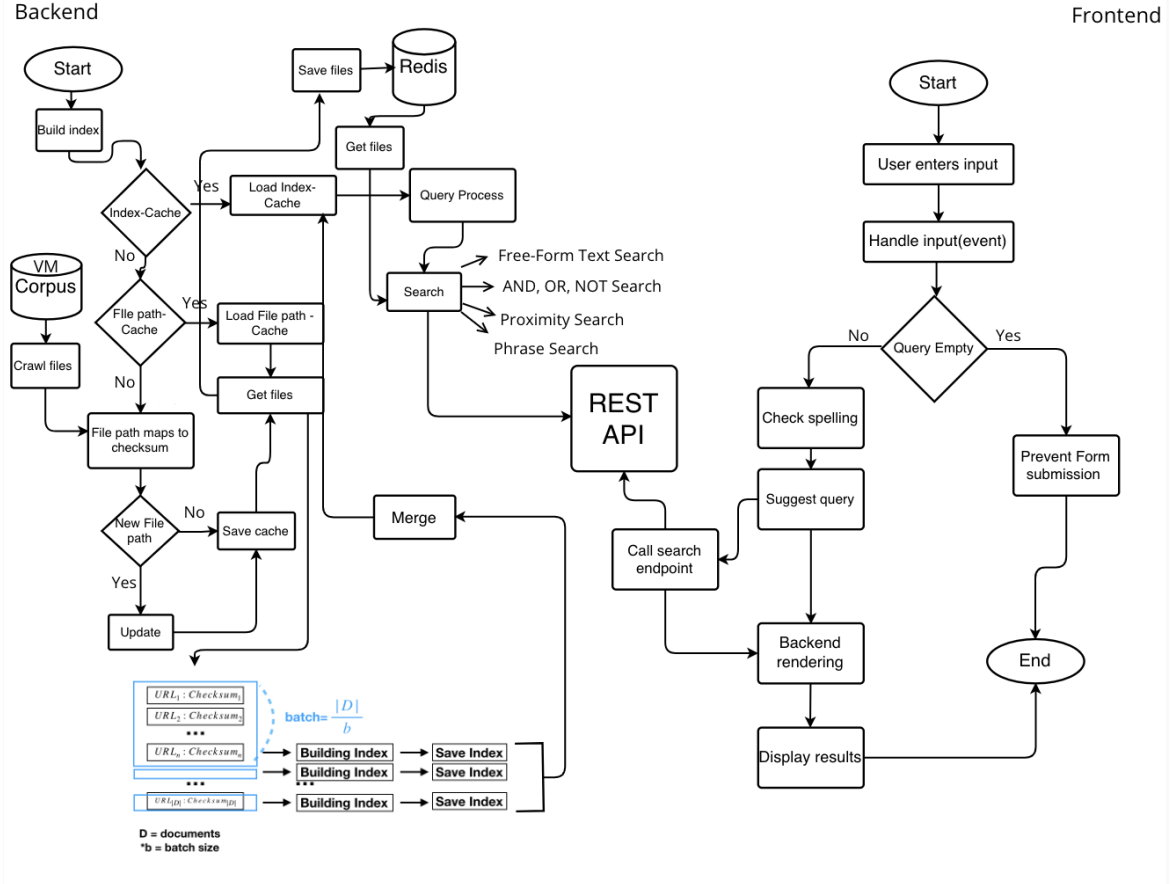 Backend
Frontend
Start
Build index
Index-Cache
Yes
No
Load Index-
Cache
Save files
Redis
Get files
Query Process
Search
Free-Form Text Search
AND, OR, NOT Search
Proximity Search
Phrase Search
VM
Corpus
Crawl files
FIle path-
Cache
Yes
No
Load File path -
Cache
Get files
File path maps to
checksum
New File
path
No
Yes
Save cache
Update
Merge
REST
API
URL1 : Checksum1
URL2 : Checksum2
...
URLn : Checksumn
batch= |D|
b
Building Index
Save Index
Building Index
Save Index
...
...
URL|D| : Checksum|D|
Building Index
Save Index
D = documents
*b = batch size
Start
User enters input
Handle input(event)
Query Empty
No
Yes
Check spelling
Suggest query
Call search
endpoint
Prevent Form
submission
Backend
rendering
End
Display results